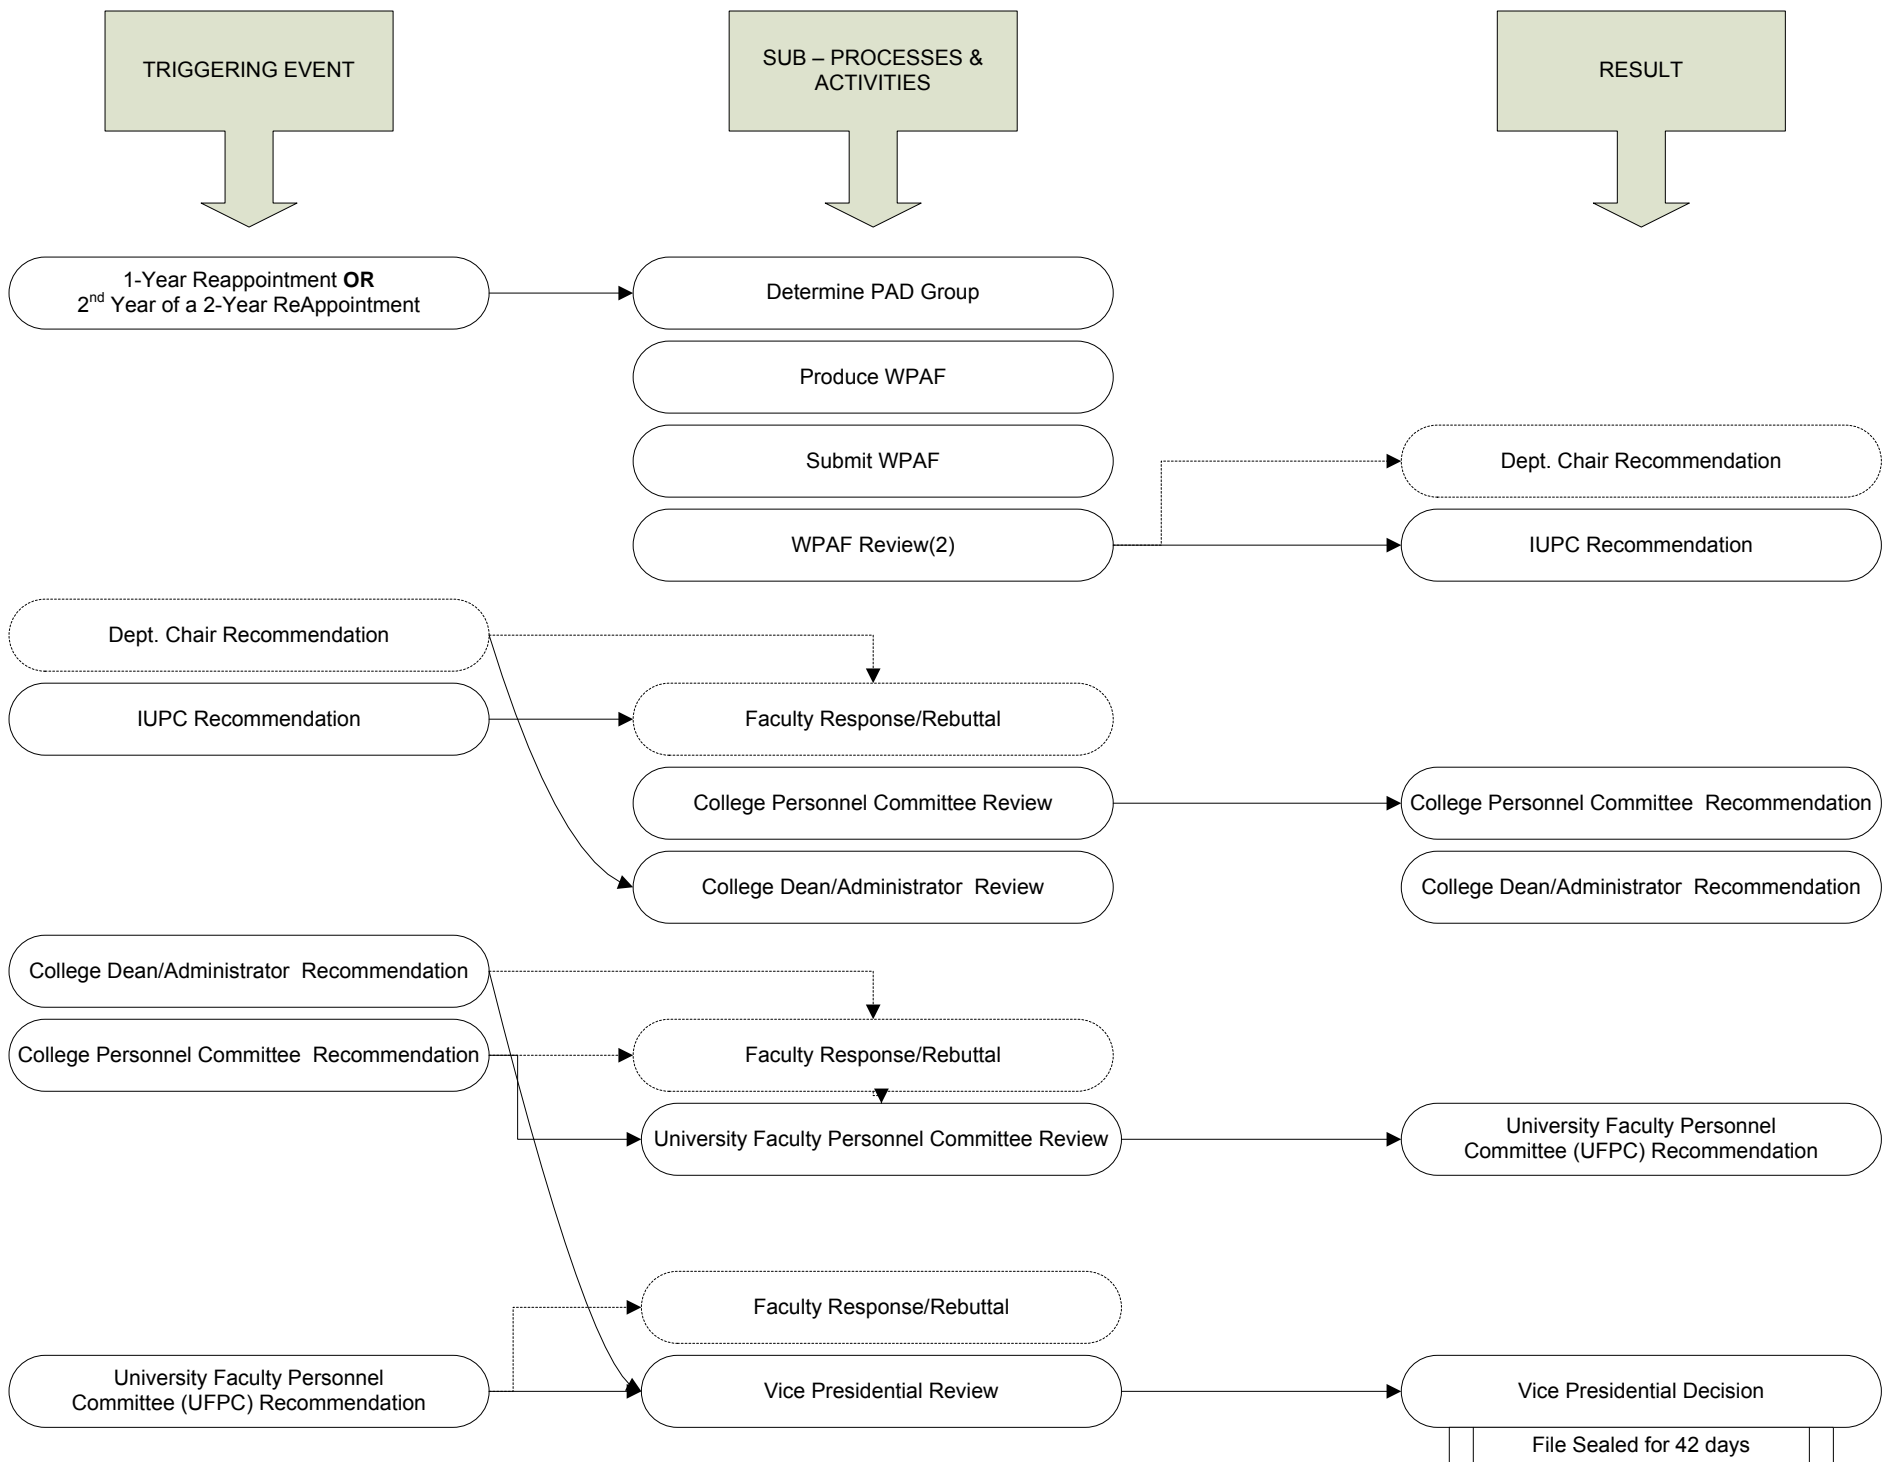 TRIGGERING EVENT
SUB – PROCESSES &
ACTIVITIES
RESULT
1-Year Reappointment OR
2nd Year of a 2-Year ReAppointment
Determine PAD Group
Produce WPAF
Submit WPAF
Dept. Chair Recommendation
WPAF Review(2)
IUPC Recommendation
Dept. Chair Recommendation
IUPC Recommendation
Faculty Response/Rebuttal
College Personnel Committee Review
College Personnel Committee Recommendation
College Dean/Administrator Review
College Dean/Administrator Recommendation
College Dean/Administrator Recommendation
College Personnel Committee Recommendation
Faculty Response/Rebuttal
University Faculty Personnel Committee Review
University Faculty Personnel
Committee (UFPC) Recommendation
Faculty Response/Rebuttal
University Faculty Personnel
Committee (UFPC) Recommendation
Vice Presidential Review
Vice Presidential Decision
File Sealed for 42 days